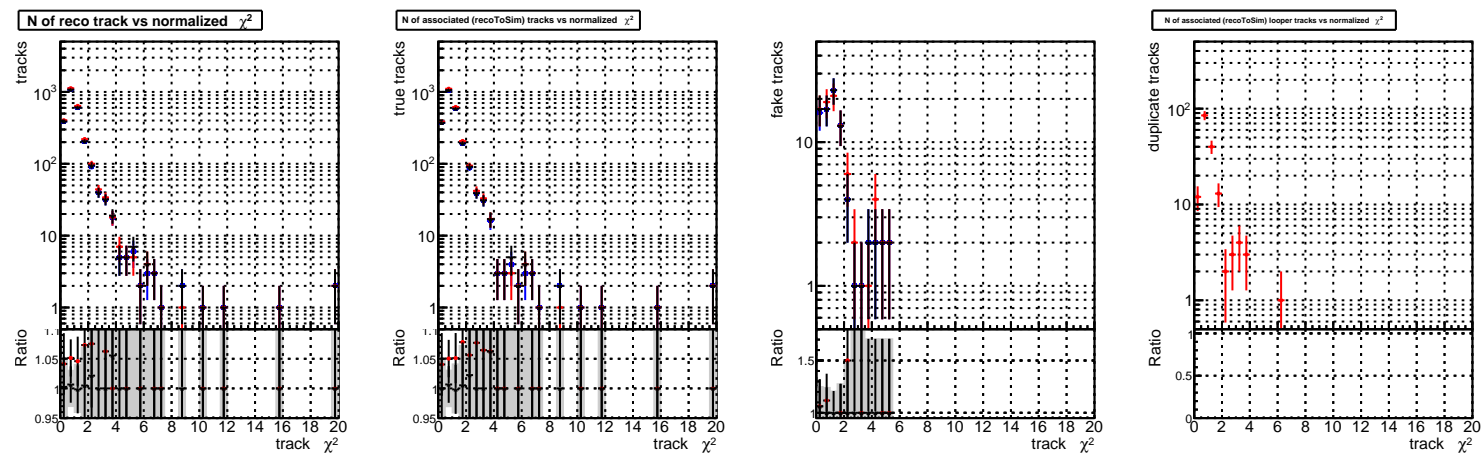 N of reco track vs normalized χ²
tracks
10³
10²
10
1
Ratio
1.1
1.05
1
0.95
0 2 4 6 8 10 12 14 16 18 20
track χ²
N of associated (recoToSim) tracks vs normalized χ²
true tracks
10³
10²
10
1
Ratio
1.1
1.05
1
0.95
0 2 4 6 8 10 12 14 16 18 20
track χ²
fake tracks
10
1
Ratio
1.5
1
0 2 4 6 8 10 12 14 16 18 20
track χ²
N of associated (recoToSim) looper tracks vs normalized χ²
duplicate tracks
10²
10
1
Ratio
1
0.5
0
0 2 4 6 8 10 12 14 16 18 20
track χ²